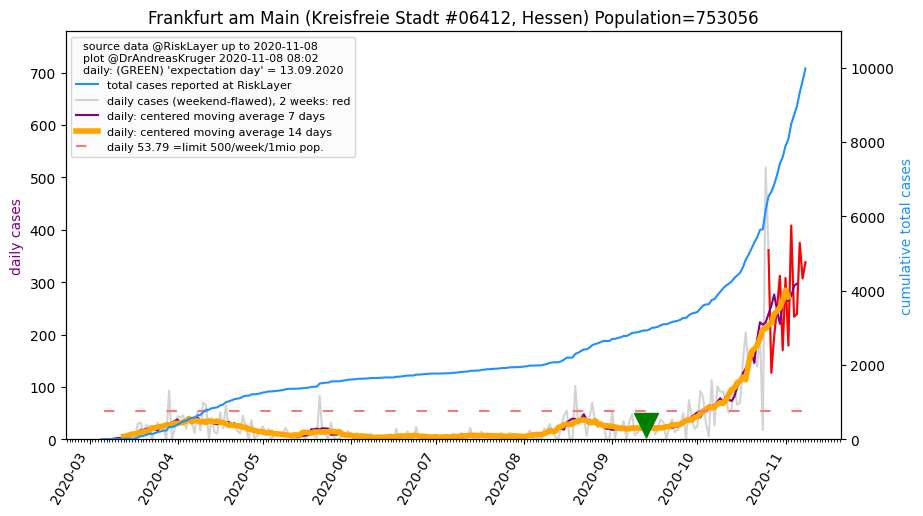 Frankfurt am Main (Kreisfreie Stadt #06412, Hessen) Population=753056
source data @RiskLayer up to 2020-11-08
plot @DrAndreasKruger 2020-11-08 08:02
daily: (GREEN) 'expectation day' = 13.09.2020
total cases reported at RiskLayer
daily cases (weekend-flawed), 2 weeks: red
daily: centered moving average 7 days
daily: centered moving average 14 days
daily 53.79 =limit 500/week/1mio pop.
daily cases
700
600
500
400
300
200
100
0
10000
8000
6000
4000
2000
0
cumulative total cases
2020-03
2020-04
2020-05
2020-06
2020-07
2020-08
2020-09
2020-10
2020-11